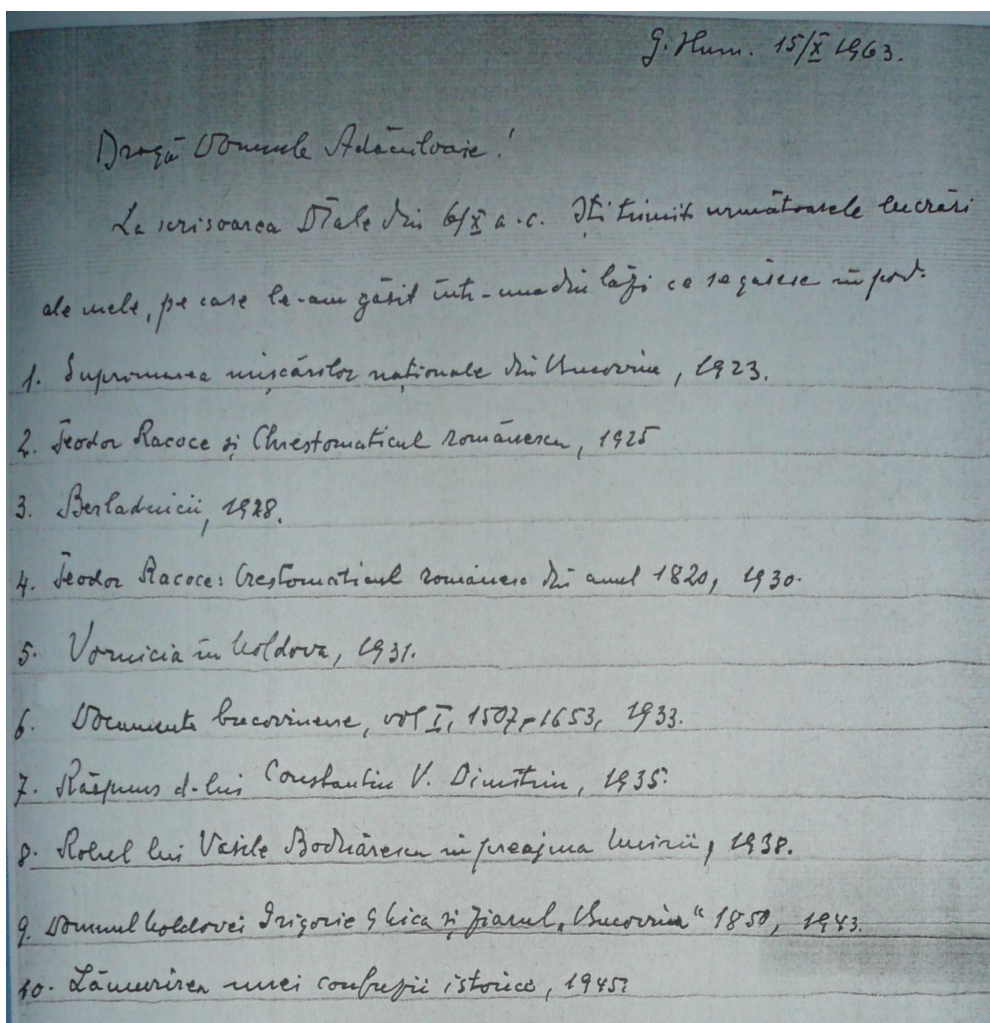 G. Hum. 15/X 1963.
Dragă Domnule Adăscăliței!
La scrisoarea D-tale din 6/X a.c. Îți trimit următoarele lucrări
ale mele, pe care le-am găsit într-una din lăzi ce se găsesc în pod.
1. Suprimarea mișcărilor naționale din Bucovina, 1923.
2. Teodor Racoce și Chrestomaticul românescu, 1925
3. Berladnicii, 1928.
4. Teodor Racoce: Crestomaticul românesc din anul 1820, 1930.
5. Vornicia în Moldova, 1931.
6. Documente bucovinene, vol I, 1507-1653, 1933.
7. Răspuns d-lui Constantin V. Dimitriu, 1935.
8. Rolul lui Vasile Bodnărescu în preajma Unirii, 1938.
9. Domnul Moldovei Grigorie Ghica și ziarul „Bucovina“ 1850, 1943.
10. Lămurirea unei confuzii istorice, 1945.